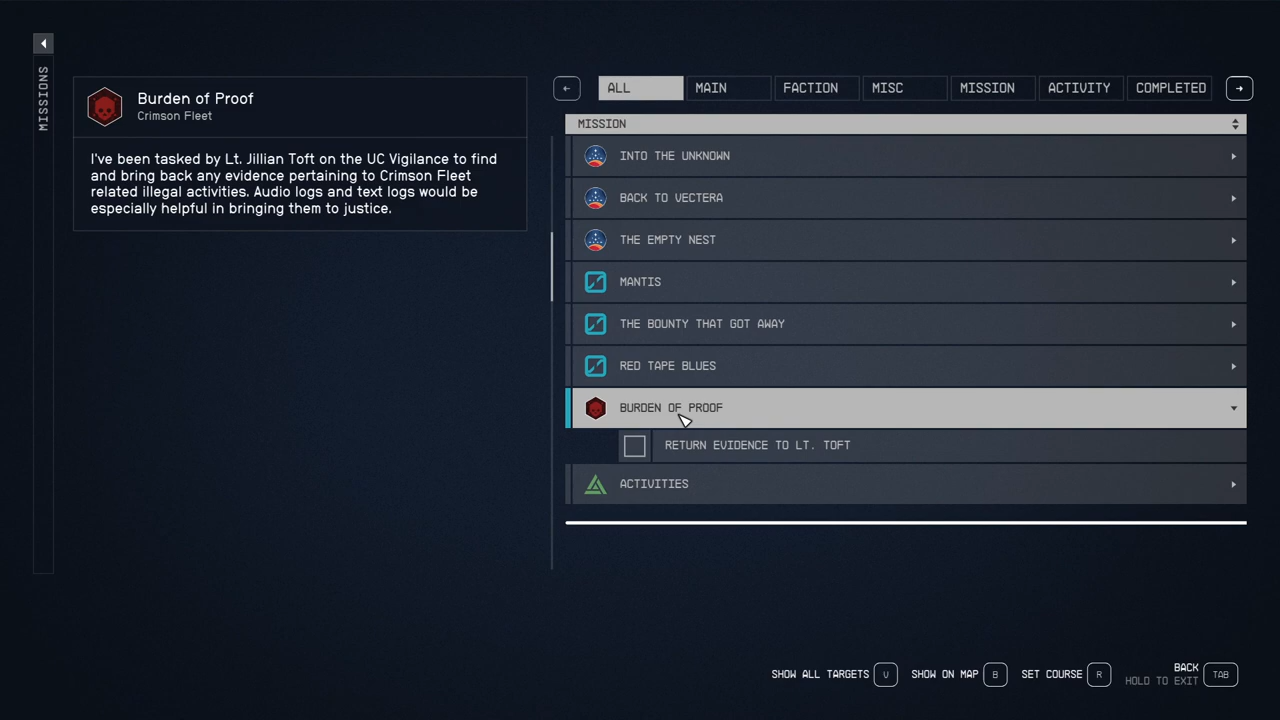 MISSIONS
Burden of Proof
Crimson Fleet
I've been tasked by Lt. Jillian Toft on the UC Vigilance to find
and bring back any evidence pertaining to Crimson Fleet
related illegal activities. Audio logs and text logs would be
especially helpful in bringing them to justice.
ALL MAIN FACTION MISC MISSION ACTIVITY COMPLETED
MISSION
INTO THE UNKNOWN
BACK TO VECTERA
THE EMPTY NEST
MANTIS
THE BOUNTY THAT GOT AWAY
RED TAPE BLUES
BURDEN OF PROOF
RETURN EVIDENCE TO LT. TOFT
ACTIVITIES
SHOW ALL TARGETS V SHOW ON MAP B SET COURSE R BACK TAB
HOLD TO EXIT